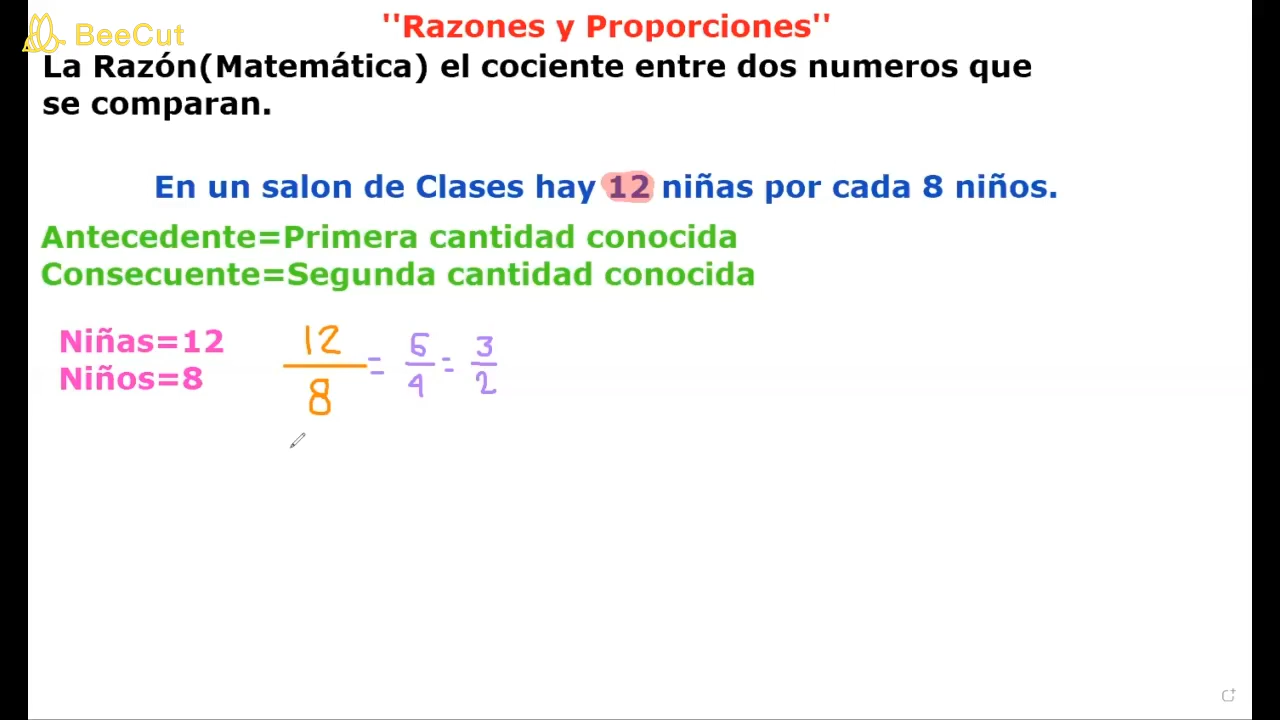 BeeCut
''Razones y Proporciones''
La Razón(Matemática) el cociente entre dos numeros que
se comparan.
En un salon de Clases hay 12 niñas por cada 8 niños.
Antecedente=Primera cantidad conocida
Consecuente=Segunda cantidad conocida
Niñas=12
Niños=8
12/8 = 6/4 = 3/2